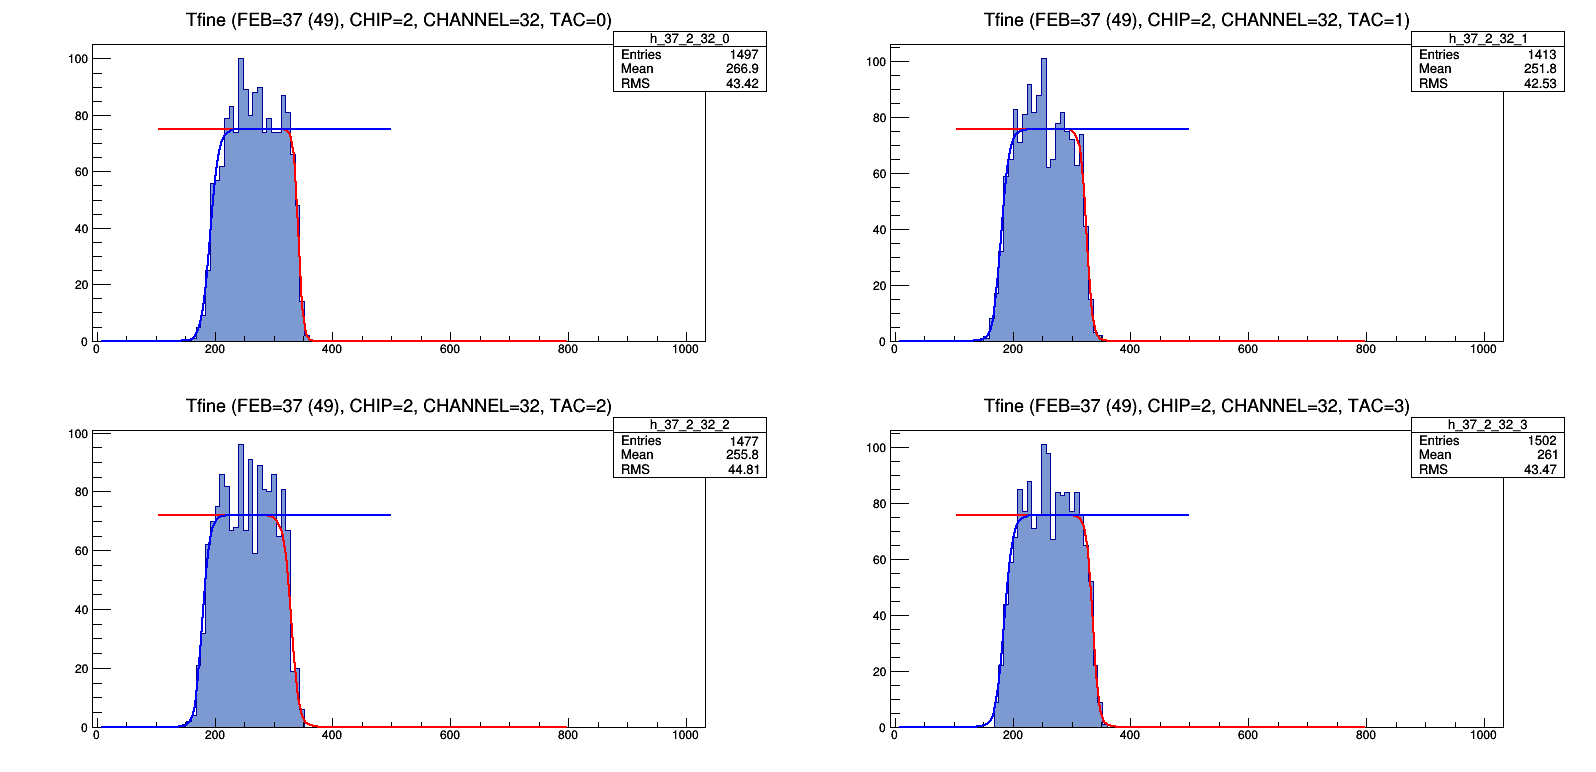 Tfine (FEB=37 (49), CHIP=2, CHANNEL=32, TAC=0)
h_37_2_32_0
Entries 1497
Mean 266.9
RMS 43.42
100
80
60
40
20
0
0 200 400 600 800 1000
Tfine (FEB=37 (49), CHIP=2, CHANNEL=32, TAC=1)
h_37_2_32_1
Entries 1413
Mean 251.8
RMS 42.53
100
80
60
40
20
0
0 200 400 600 800 1000
Tfine (FEB=37 (49), CHIP=2, CHANNEL=32, TAC=2)
h_37_2_32_2
Entries 1477
Mean 255.8
RMS 44.81
100
80
60
40
20
0
0 200 400 600 800 1000
Tfine (FEB=37 (49), CHIP=2, CHANNEL=32, TAC=3)
h_37_2_32_3
Entries 1502
Mean 261
RMS 43.47
100
80
60
40
20
0
0 200 400 600 800 1000